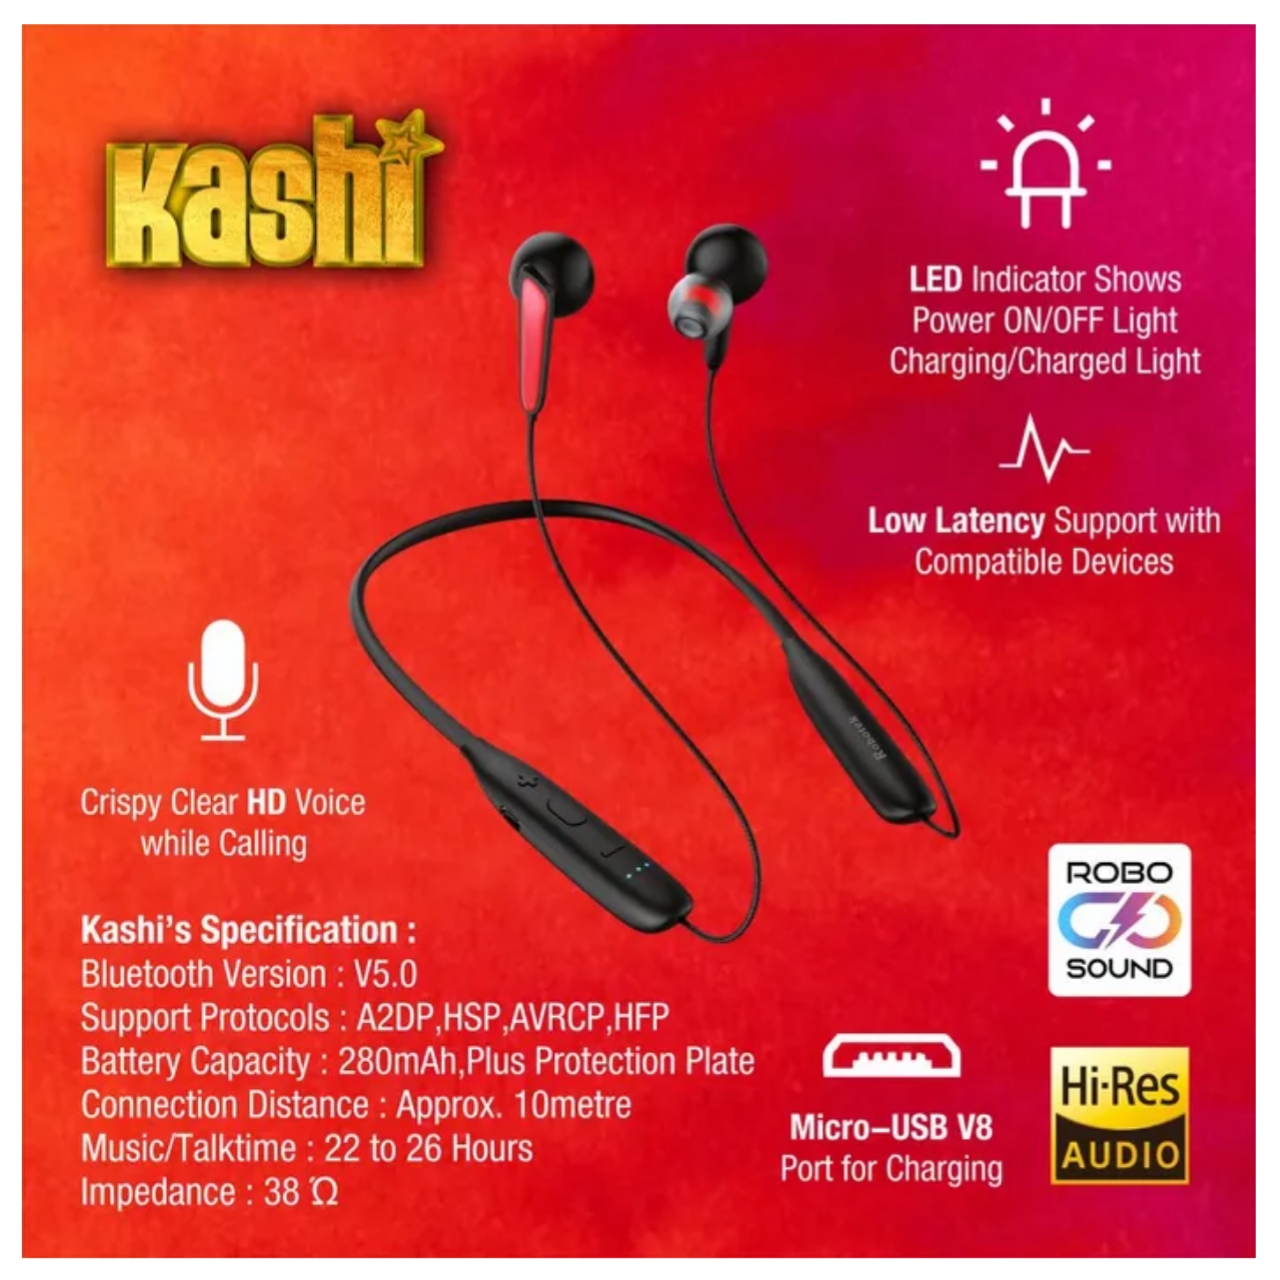 Kashi
LED Indicator Shows
Power ON/OFF Light
Charging/Charged Light
Low Latency Support with
Compatible Devices
Robotek
Crispy Clear HD Voice
while Calling
Kashi's Specification :
Bluetooth Version : V5.0
Support Protocols : A2DP,HSP,AVRCP,HFP
Battery Capacity : 280mAh,Plus Protection Plate
Connection Distance : Approx. 10metre
Music/Talktime : 22 to 26 Hours
Impedance : 38 Ω
Micro-USB V8
Port for Charging
ROBO
SOUND
Hi-Res
AUDIO